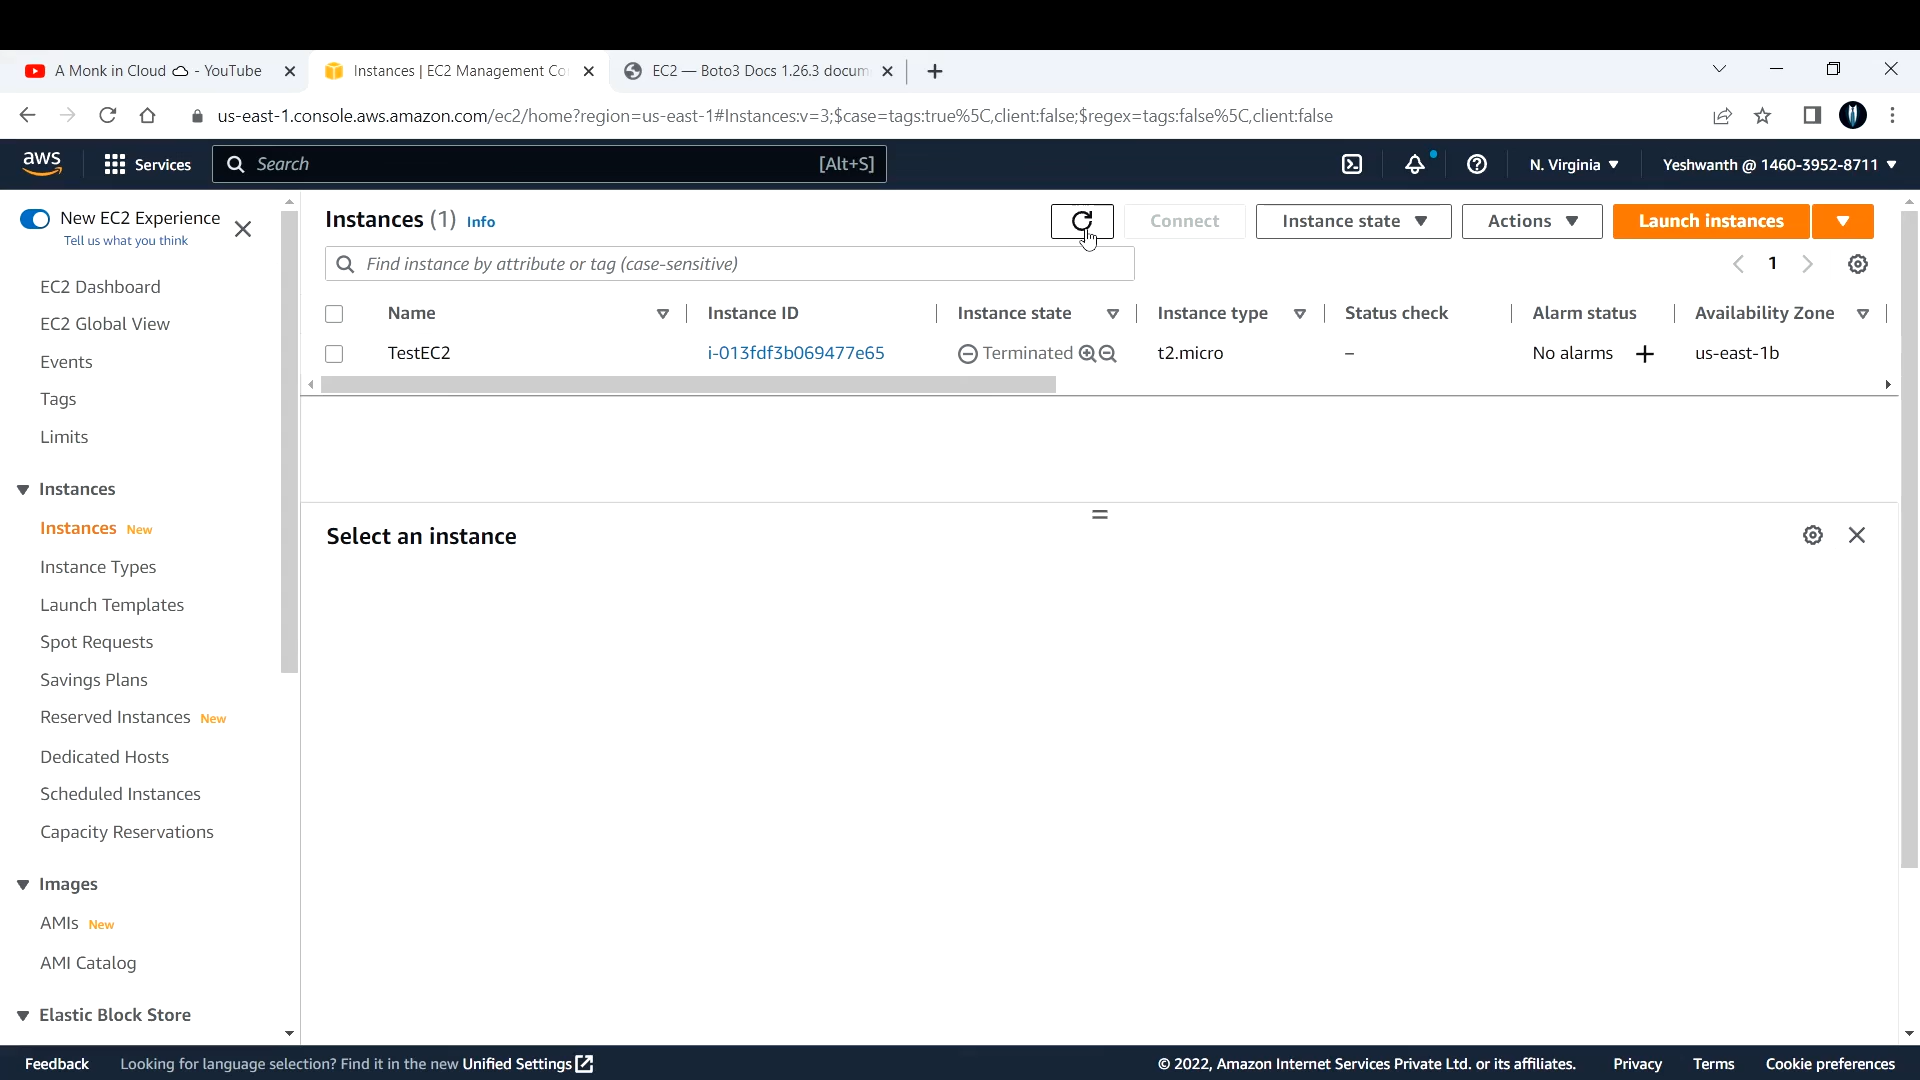 A Monk in Cloud - YouTube
Instances | EC2 Management Co
EC2 — Boto3 Docs 1.26.3 docum
us-east-1.console.aws.amazon.com/ec2/home?region=us-east-1#Instances:v=3;$case=tags:true%5C,client:false;$regex=tags:false%5C,client:false
aws
Services
Search
[Alt+S]
N. Virginia
Yeshwanth @ 1460-3952-8711
New EC2 Experience
Tell us what you think
EC2 Dashboard
EC2 Global View
Events
Tags
Limits
Instances
Instances New
Instance Types
Launch Templates
Spot Requests
Savings Plans
Reserved Instances New
Dedicated Hosts
Scheduled Instances
Capacity Reservations
Images
AMIs New
AMI Catalog
Elastic Block Store
Instances (1) Info
Connect
Instance state
Actions
Launch instances
Find instance by attribute or tag (case-sensitive)
1
Name Instance ID Instance state Instance type Status check Alarm status Availability Zone
TestEC2 i-013fdf3b069477e65 Terminated t2.micro – No alarms us-east-1b
Select an instance
Feedback
Looking for language selection? Find it in the new Unified Settings
© 2022, Amazon Internet Services Private Ltd. or its affiliates.
Privacy
Terms
Cookie preferences